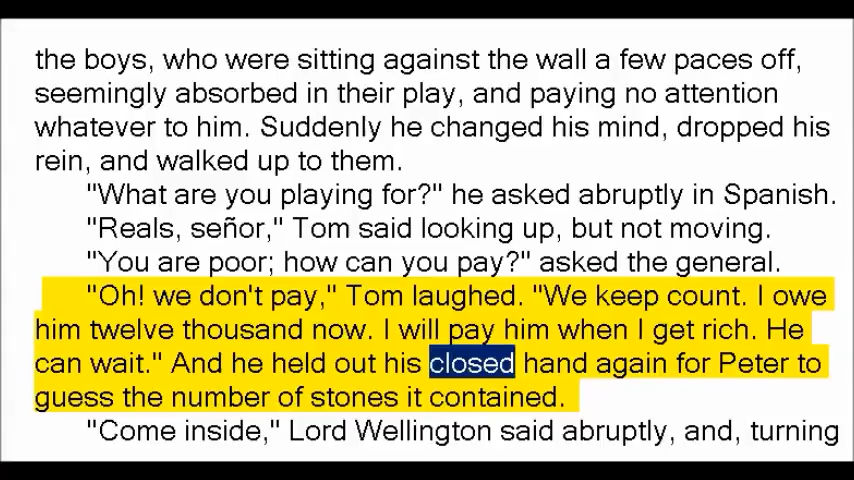 the boys, who were sitting against the wall a few paces off,
seemingly absorbed in their play, and paying no attention
whatever to him. Suddenly he changed his mind, dropped his
rein, and walked up to them.
"What are you playing for?" he asked abruptly in Spanish.
"Reals, señor," Tom said looking up, but not moving.
"You are poor; how can you pay?" asked the general.
"Oh! we don't pay," Tom laughed. "We keep count. I owe
him twelve thousand now. I will pay him when I get rich. He
can wait." And he held out his closed hand again for Peter to
guess the number of stones it contained.
"Come inside," Lord Wellington said abruptly, and, turning